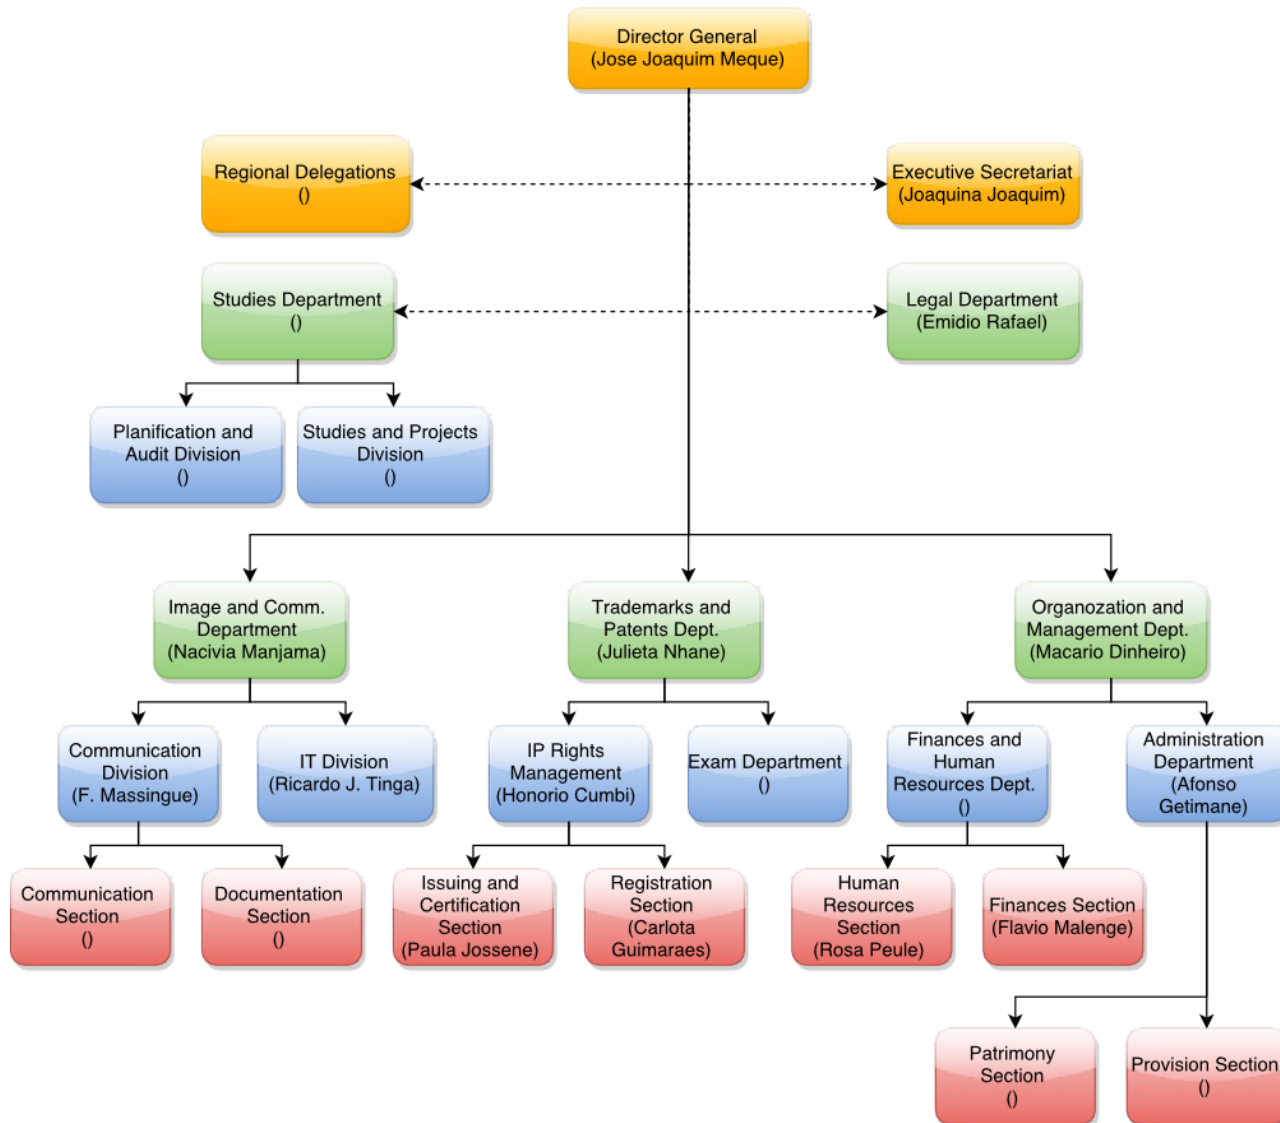 Director General
(Jose Joaquim Meque)
Regional Delegations
()
Executive Secretariat
(Joaquina Joaquim)
Studies Department
()
Legal Department
(Emidio Rafael)
Planification and
Audit Division
()
Studies and Projects
Division
()
Image and Comm.
Department
(Nacivia Manjama)
Trademarks and
Patents Dept.
(Julieta Nhane)
Organozation and
Management Dept.
(Macario Dinheiro)
Communication
Division
(F. Massingue)
IT Division
(Ricardo J. Tinga)
IP Rights
Management
(Honorio Cumbi)
Exam Department
()
Finances and
Human
Resources Dept.
()
Administration
Department
(Afonso
Getimane)
Communication
Section
()
Documentation
Section
()
Issuing and
Certification
Section
(Paula Jossene)
Registration
Section
(Carlota
Guimaraes)
Human
Resources
Section
(Rosa Peule)
Finances Section
(Flavio Malenge)
Patrimony
Section
()
Provision Section
()